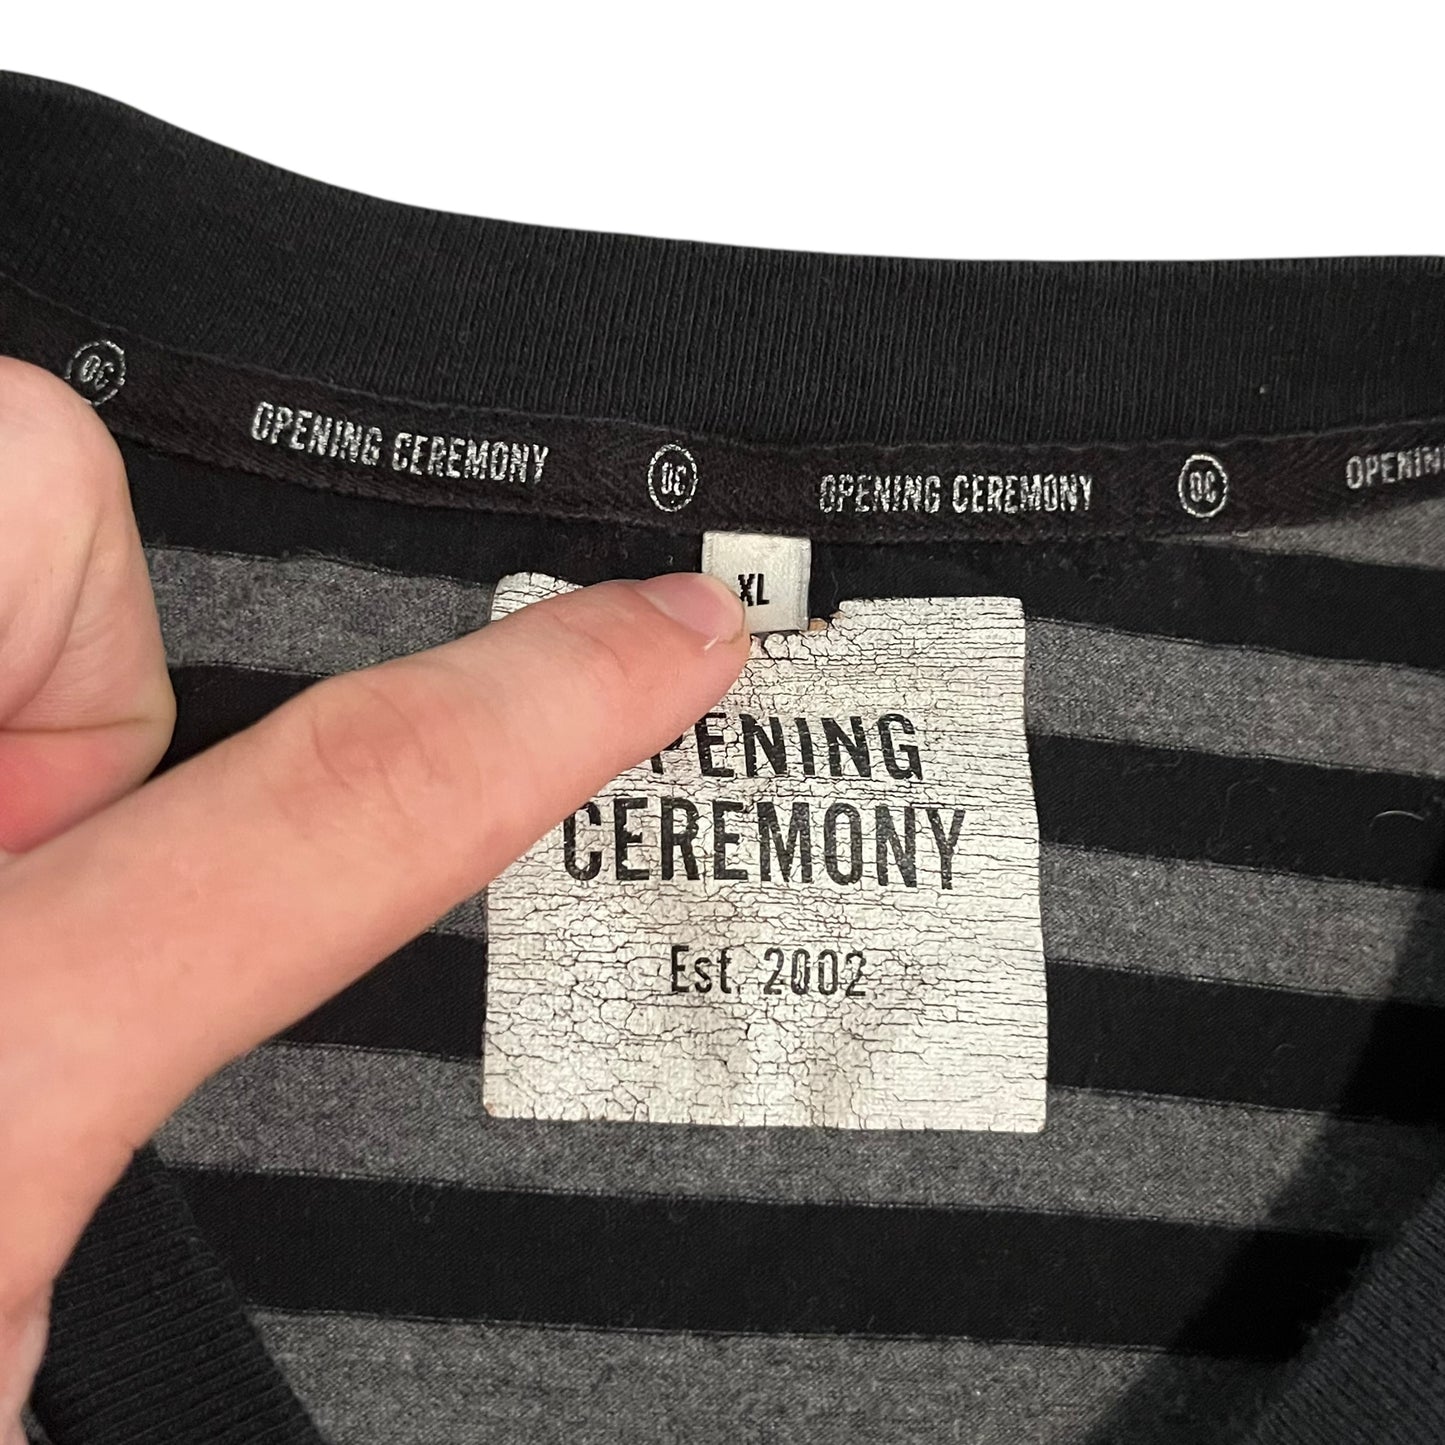 OC OPENING CEREMONY OC OPENING CEREMONY OC OPENIN
XL
PENING
CEREMONY
Est. 2002